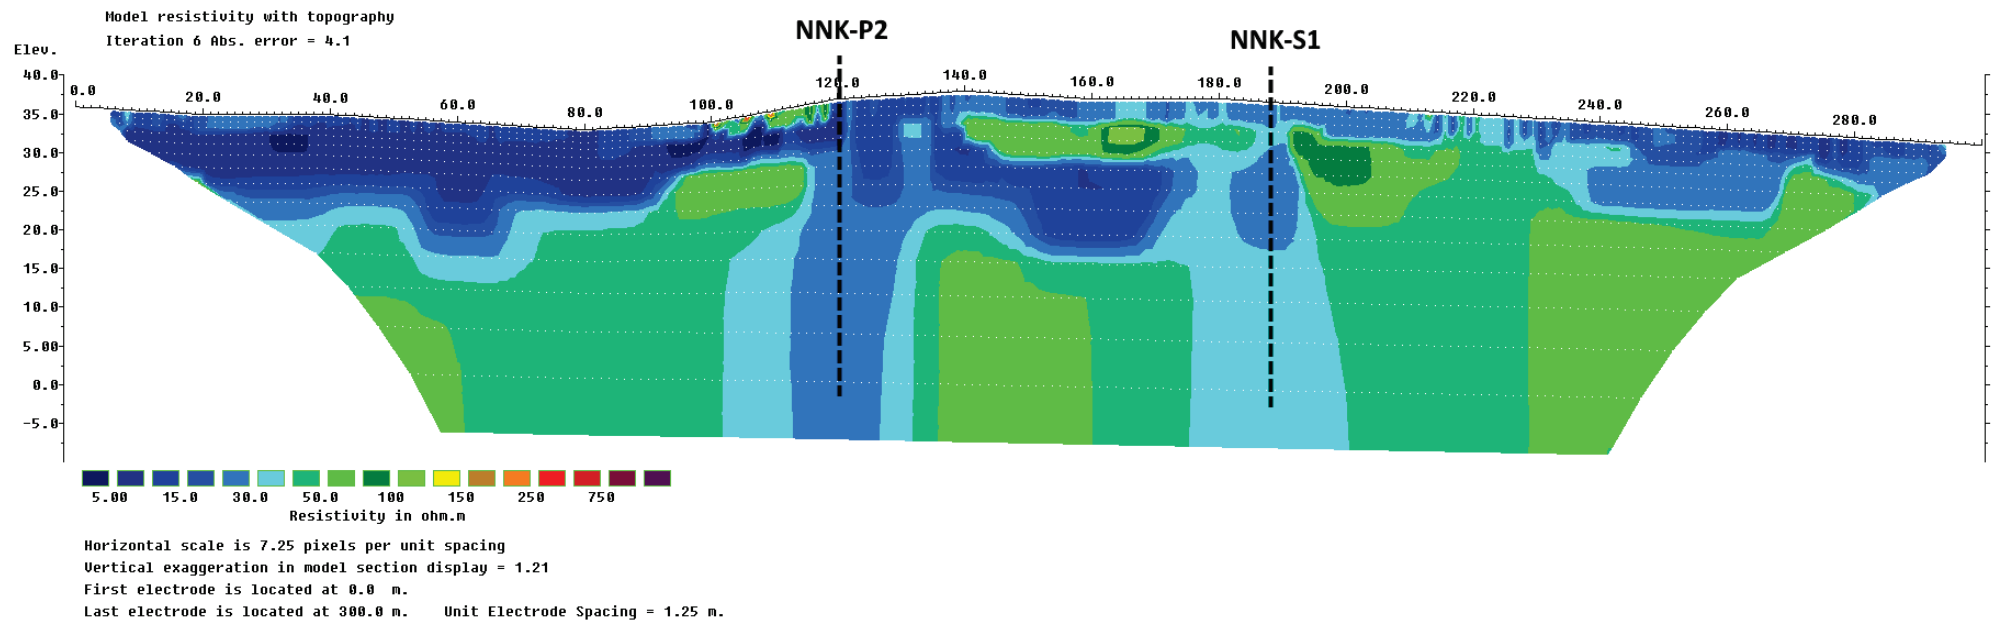 Model resistivity with topography
Iteration 6 Abs. error = 4.1
NNK-P2
NNK-S1
Elev.
40.0
35.0
30.0
25.0
20.0
15.0
10.0
5.00
0.0
-5.0
0.0
20.0
40.0
60.0
80.0
100.0
120.0
140.0
160.0
180.0
200.0
220.0
240.0
260.0
280.0
5.00 15.0 30.0 50.0 100 150 250 750
Resistivity in ohm.m
Horizontal scale is 7.25 pixels per unit spacing
Vertical exaggeration in model section display = 1.21
First electrode is located at 0.0 m.
Last electrode is located at 300.0 m. Unit Electrode Spacing = 1.25 m.